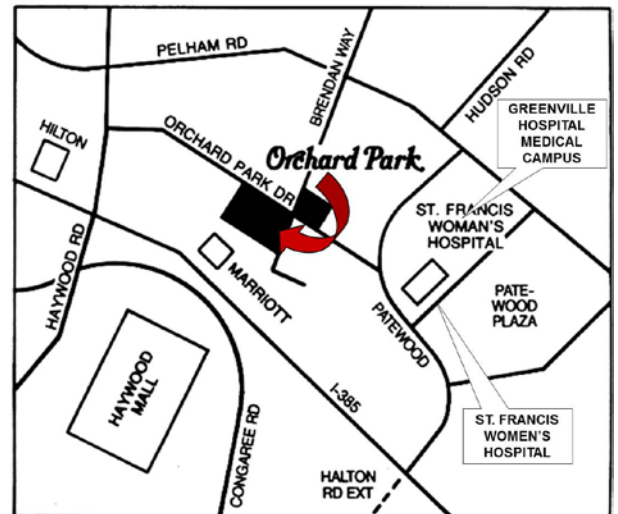 PELHAM RD
BRENDAN WAY
HUDSON RD
GREENVILLE
HOSPITAL
MEDICAL
CAMPUS
HILTON
ORCHARD PARK DR
Orchard Park
ST. FRANCIS
WOMAN'S
HOSPITAL
HAYWOOD RD
MARRIOTT
PATEWOOD
PATE-
WOOD
PLAZA
HAYWOOD
MALL
I-385
CONGAREE RD
ST. FRANCIS
WOMEN'S
HOSPITAL
HALTON
RD EXT